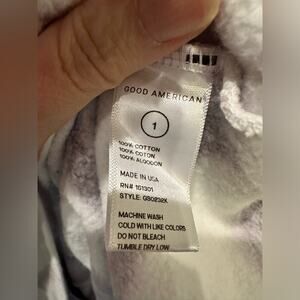 GOOD AMERICAN
1
100% COTTON
100% COTON
100% ALGODON
MADE IN USA
RN# 161301
STYLE: GS0232X
MACHINE WASH
COLD WITH LIKE COLORS
DO NOT BLEACH
TUMBLE DRY LOW